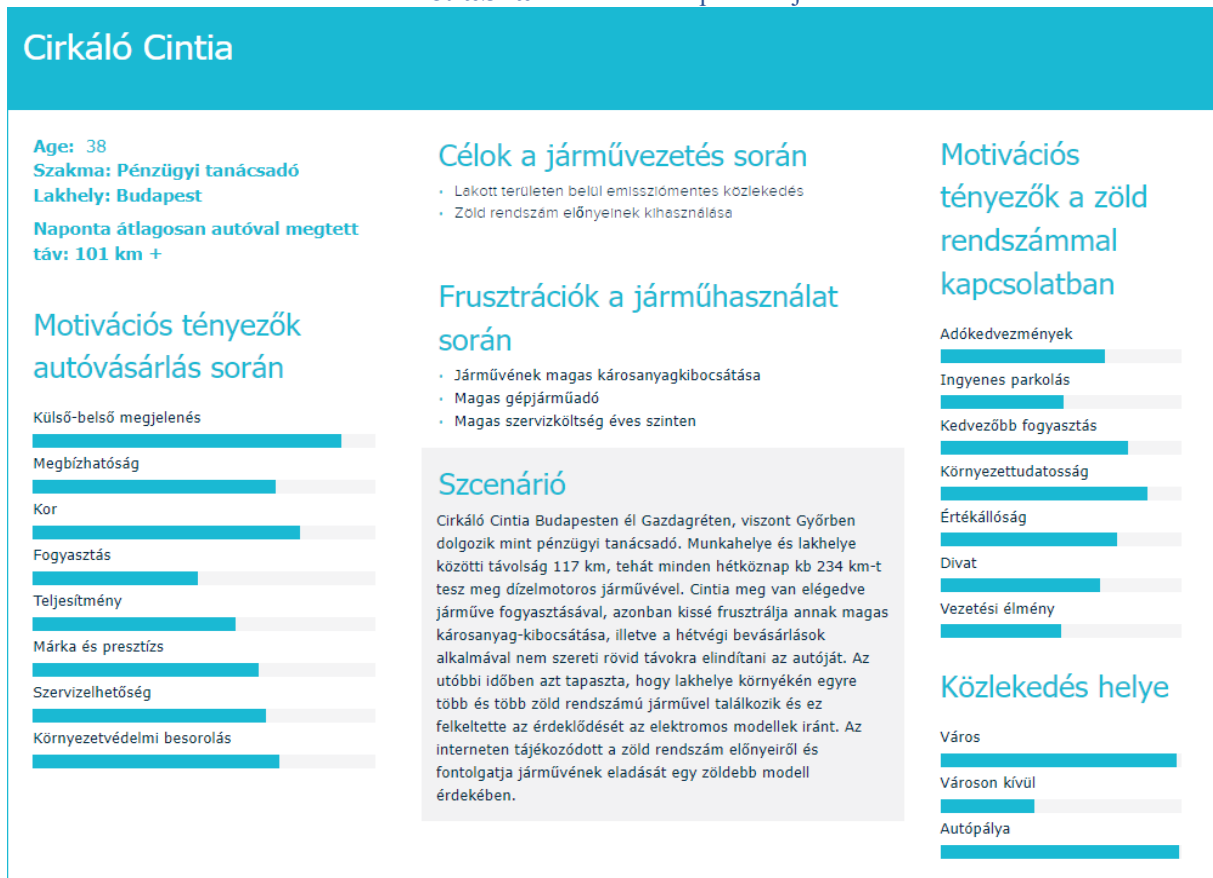 Cirkáló Cintia
Age: 38
Szakma: Pénzügyi tanácsadó
Lakhely: Budapest
Naponta átlagosan autóval megtett
táv: 101 km +
Motivációs tényezők
autóvásárlás során
Külső-belső megjelenés
Megbízhatóság
Kor
Fogyasztás
Teljesítmény
Márka és presztízs
Szervizelhetőség
Környezetvédelmi besorolás
Célok a járművezetés során
• Lakott területen belül emissziómentes közlekedés
• Zöld rendszám előnyeinek kihasználása
Frusztrációk a járműhasználat
során
• Járművének magas károsanyagkibocsátása
• Magas gépjárműadó
• Magas szervizköltség éves szinten
Szcenárió
Cirkáló Cintia Budapesten él Gazdagréten, viszont Győrben
dolgozik mint pénzügyi tanácsadó. Munkahelye és lakhelye
közötti távolság 117 km, tehát minden hétköznap kb 234 km-t
tesz meg dízelmotoros járművével. Cintia meg van elégedve
járműve fogyasztásával, azonban kissé frusztrálja annak magas
károsanyag-kibocsátása, illetve a hétvégi bevásárlások
alkalmával nem szereti rövid távokra elindítani az autóját. Az
utóbbi időben azt tapaszta, hogy lakhelye környékén egyre
több és több zöld rendszámú járművel találkozik és ez
felkeltette az érdeklődését az elektromos modellek iránt. Az
interneten tájékozódott a zöld rendszám előnyeiről és
fontolgatja járművének eladását egy zöldebb modell
érdekében.
Motivációs
tényezők a zöld
rendszámmal
kapcsolatban
Adókedvezmények
Ingyenes parkolás
Kedvezőbb fogyasztás
Környezettudatosság
Értékállóság
Divat
Vezetési élmény
Közlekedés helye
Város
Városon kívül
Autópálya